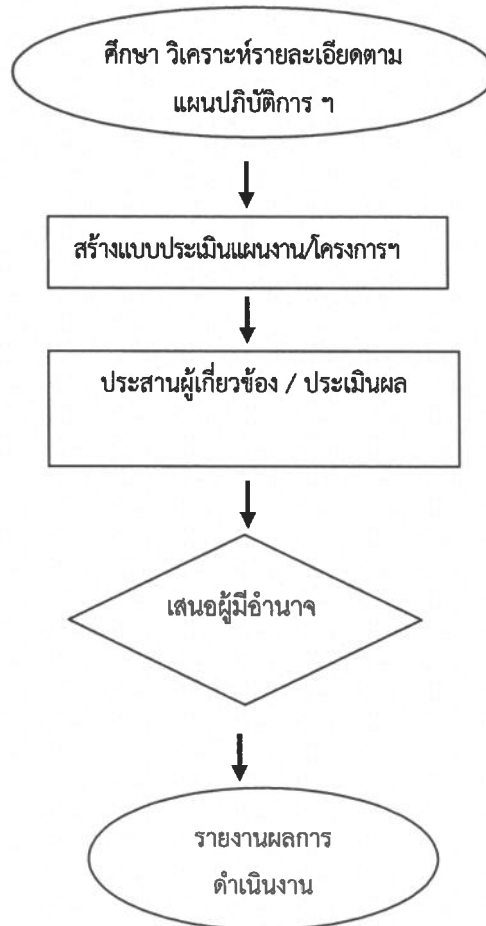 ศึกษา วิเคราะห์รายละเอียดตาม
แผนปฏิบัติการ ฯ
สร้างแบบประเมินแผนงาน/โครงการฯ
ประสานผู้เกี่ยวข้อง / ประเมินผล
เสนอผู้มีอำนาจ
รายงานผลการ
ดำเนินงาน